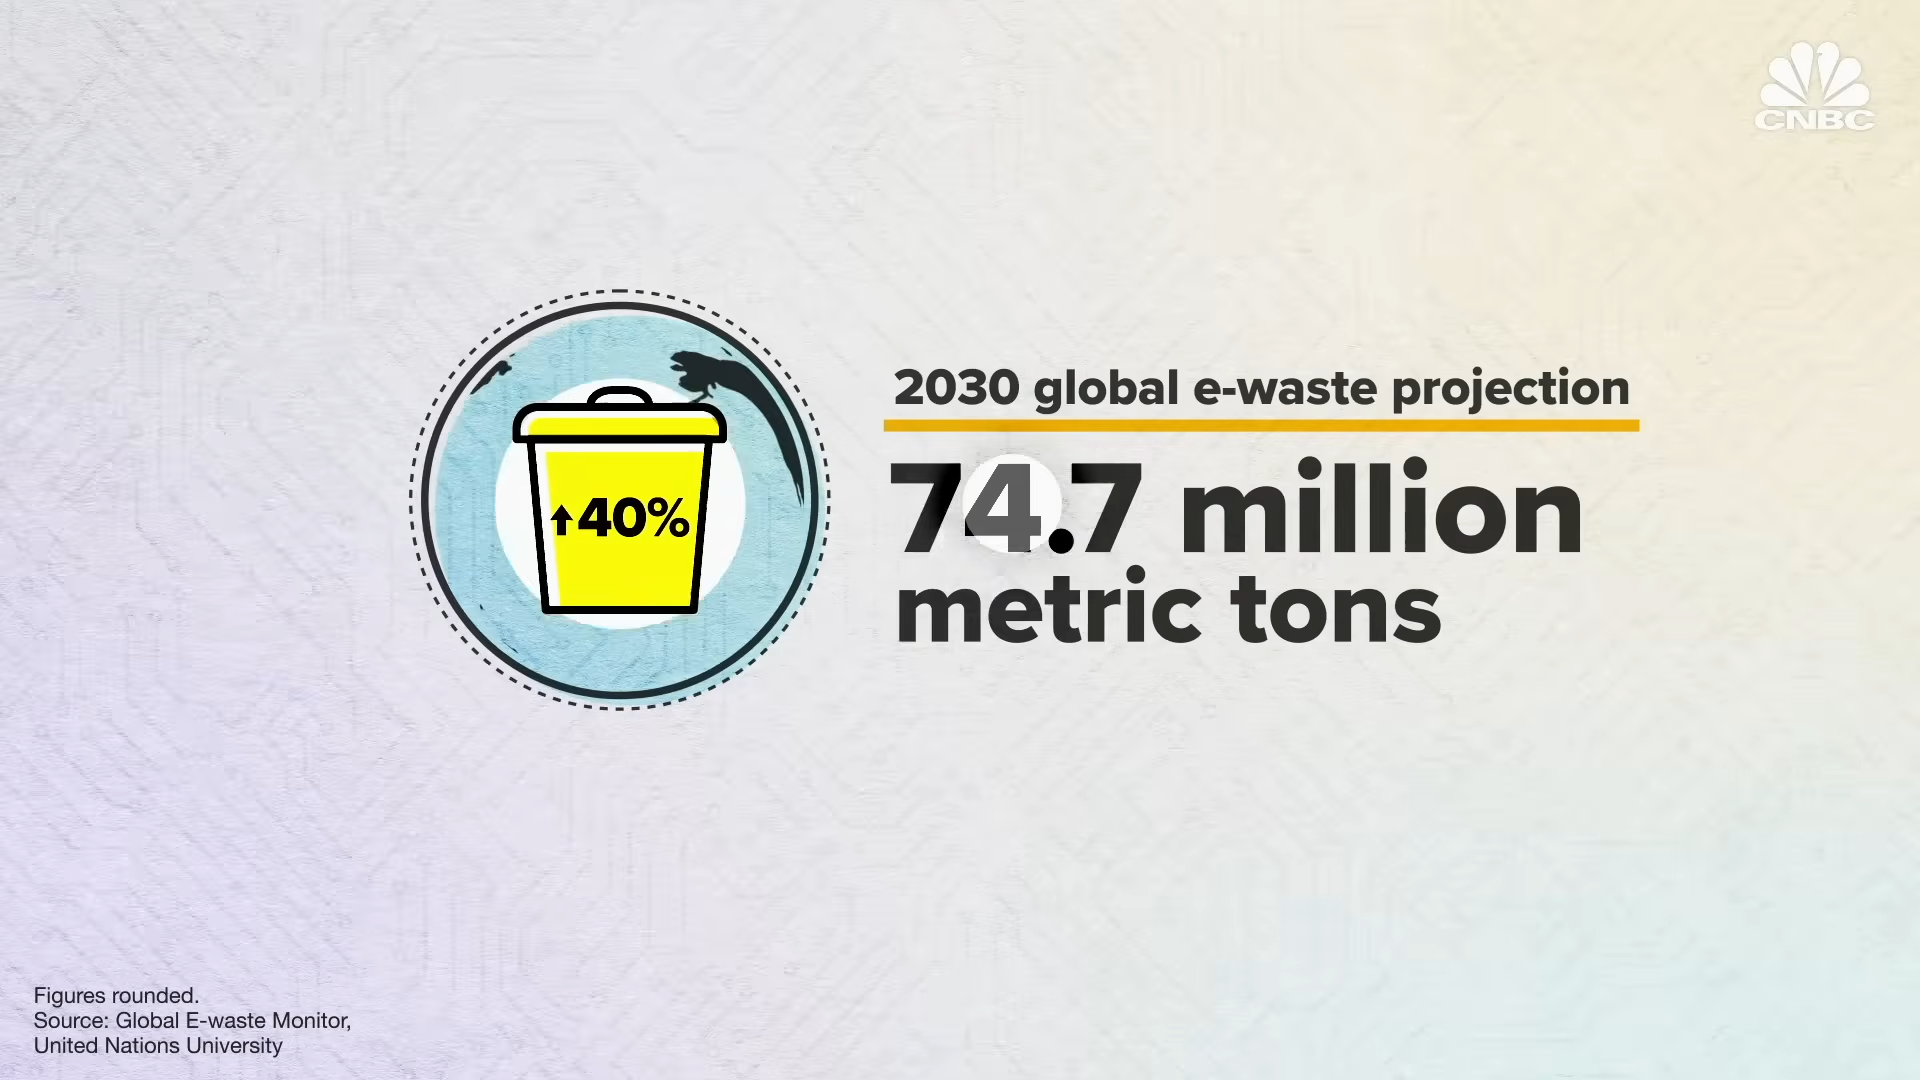 CNBC
2030 global e-waste projection
↑40%
74.7 million
metric tons
Figures rounded.
Source: Global E-waste Monitor,
United Nations University